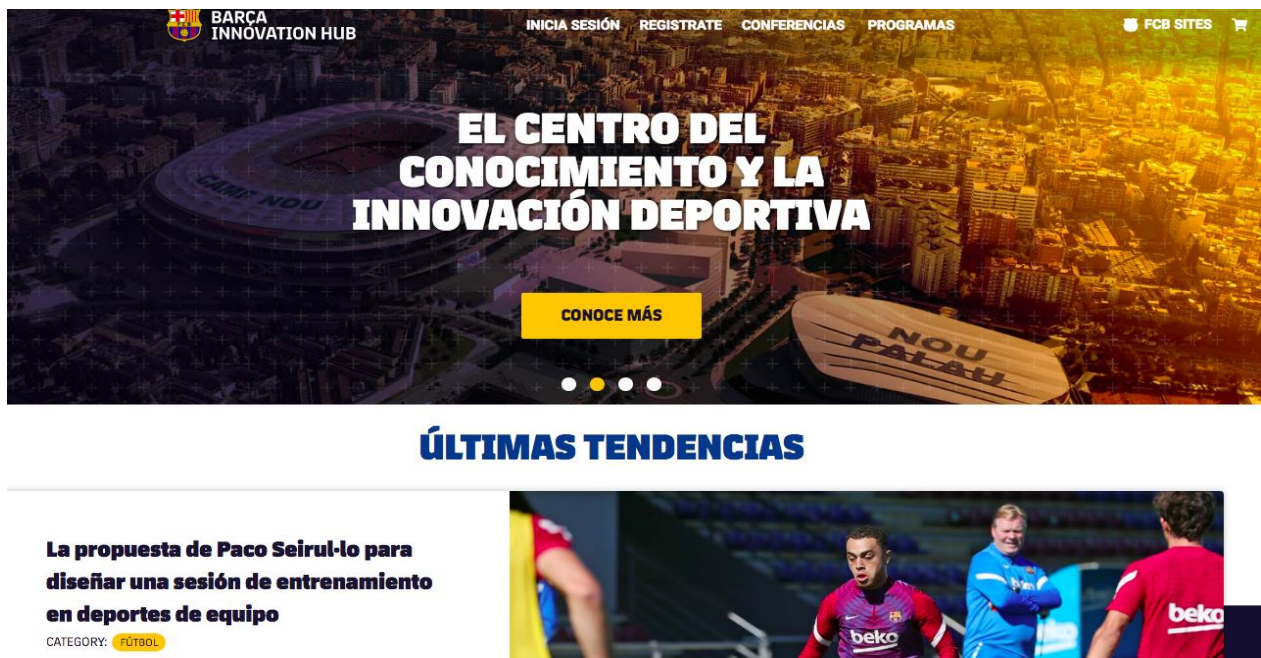 BARÇA
INNOVATION HUB
INICIA SESIÓN REGISTRATE CONFERENCIAS PROGRAMAS
FCB SITES
EL CENTRO DEL
CONOCIMIENTO Y LA
INNOVACIÓN DEPORTIVA
CAMP NOU
CONOCE MÁS
NOU
PALAU
ÚLTIMAS TENDENCIAS
La propuesta de Paco Seirul·lo para
diseñar una sesión de entrenamiento
en deportes de equipo
CATEGORY: FÚTBOL
beko
beko